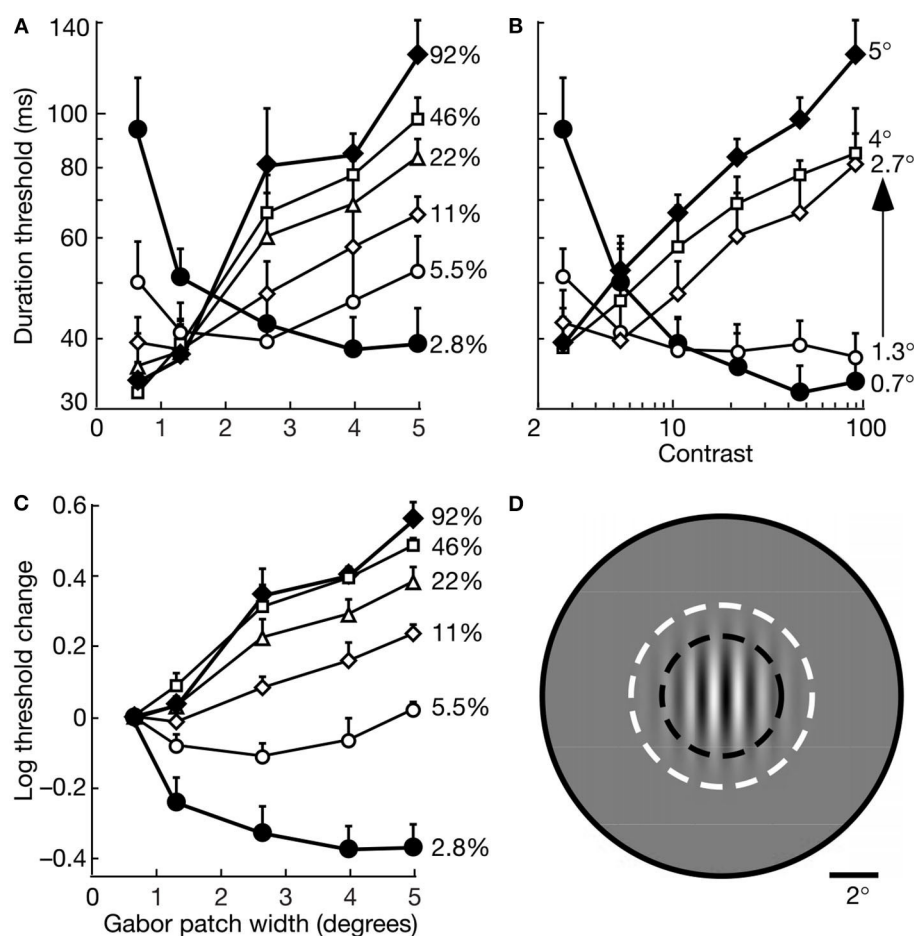 A
140
100
80
60
40
30
Duration threshold (ms)
0 1 2 3 4 5
92%
46%
22%
11%
5.5%
2.8%
B
5°
4°
2.7°
1.3°
0.7°
2 10 100
Contrast
C
0.6
0.4
0.2
0
−0.2
−0.4
Log threshold change
0 1 2 3 4 5
Gabor patch width (degrees)
92%
46%
22%
11%
5.5%
2.8%
D
2°